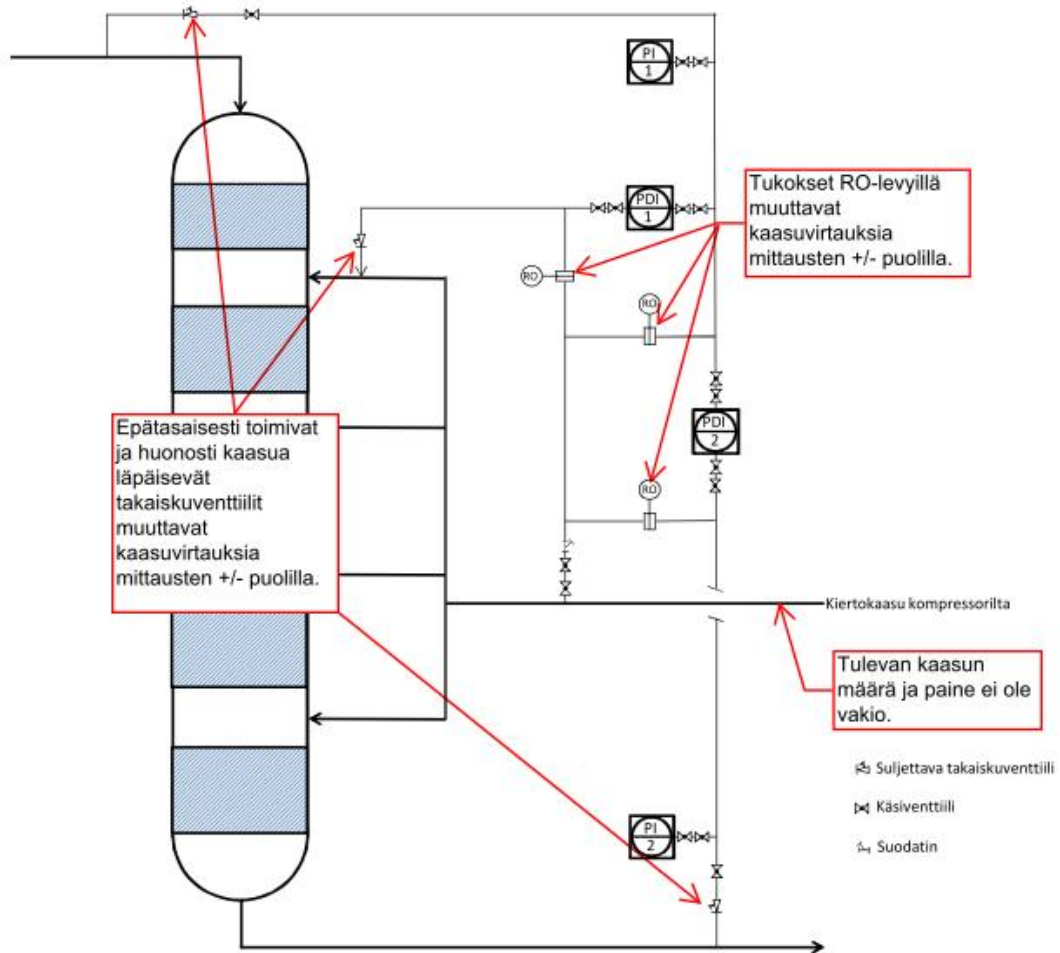 PI
1
PDI
1
Tukokset RO-levyillä
muuttavat
kaasuvirtauksia
mittausten +/- puolilla.
RO
RO
PDI
2
Epätasaisesti toimivat
ja huonosti kaasua
läpäisevät
takaiskuventtiilit
muuttavat
kaasuvirtauksia
mittausten +/- puolilla.
RO
Kiertokaasu kompressorilta
Tulevan kaasun
määrä ja paine ei ole
vakio.
Suljettava takaiskuventtiili
Käsiventtiili
Suodatin
PI
2